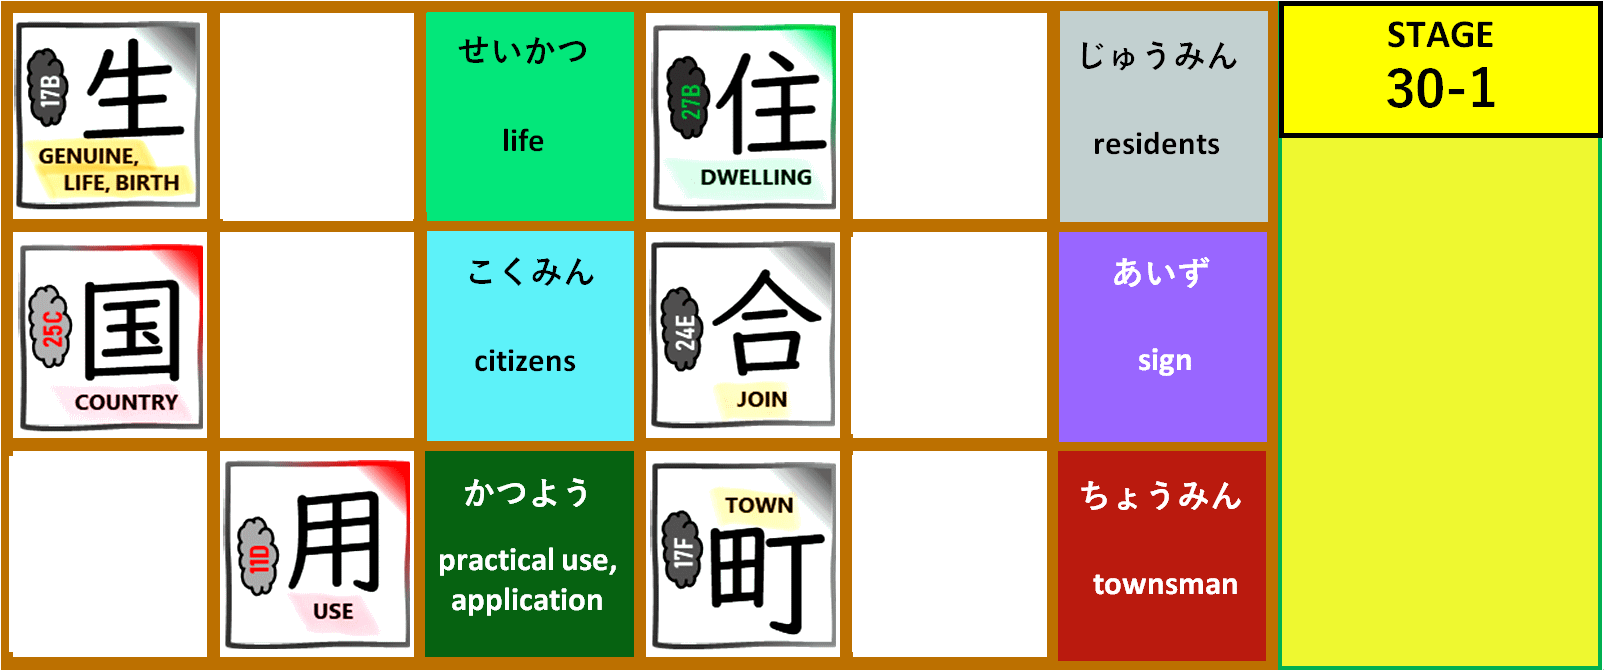 17B
生
GENUINE,
LIFE, BIRTH
せいかつ
life
27B
住
DWELLING
じゅうみん
residents
STAGE
30-1
25C
国
COUNTRY
こくみん
citizens
24E
合
JOIN
あいず
sign
11D
用
USE
かつよう
practical use,
application
TOWN
17F
町
ちょうみん
townsman